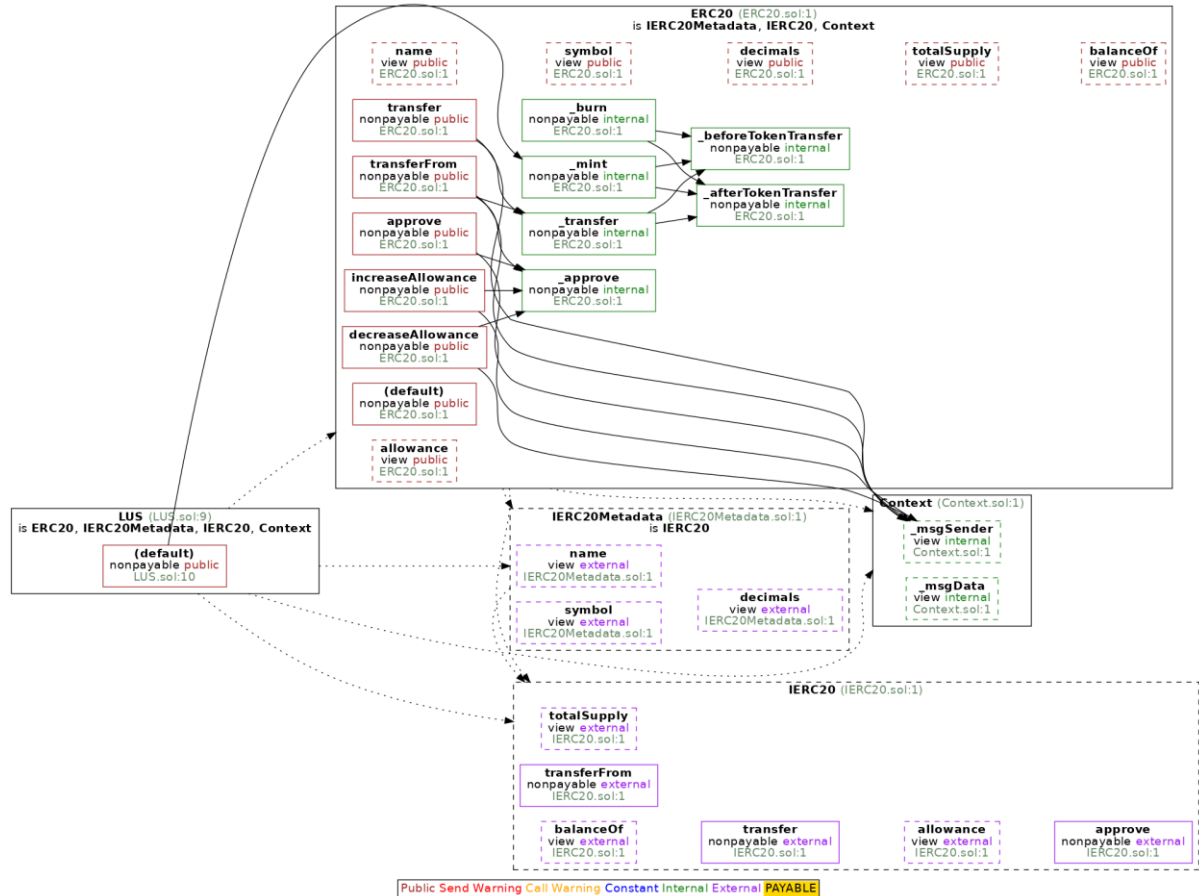 ERC20 (ERC20.sol:1)
is IERC20Metadata, IERC20, Context
name
view public
ERC20.sol:1
symbol
view public
ERC20.sol:1
decimals
view public
ERC20.sol:1
totalSupply
view public
ERC20.sol:1
balanceOf
view public
ERC20.sol:1
transfer
nonpayable public
ERC20.sol:1
_burn
nonpayable internal
ERC20.sol:1
_beforeTokenTransfer
nonpayable internal
ERC20.sol:1
transferFrom
nonpayable public
ERC20.sol:1
_mint
nonpayable internal
ERC20.sol:1
_afterTokenTransfer
nonpayable internal
ERC20.sol:1
approve
nonpayable public
ERC20.sol:1
_transfer
nonpayable internal
ERC20.sol:1
increaseAllowance
nonpayable public
ERC20.sol:1
_approve
nonpayable internal
ERC20.sol:1
decreaseAllowance
nonpayable public
ERC20.sol:1
(default)
nonpayable public
ERC20.sol:1
allowance
view public
ERC20.sol:1
LUS (LUS.sol:9)
is ERC20, IERC20Metadata, IERC20, Context
(default)
nonpayable public
LUS.sol:10
IERC20Metadata (IERC20Metadata.sol:1)
is IERC20
name
view external
IERC20Metadata.sol:1
symbol
view external
IERC20Metadata.sol:1
decimals
view external
IERC20Metadata.sol:1
Context (Context.sol:1)
_msgSender
view internal
Context.sol:1
_msgData
view internal
Context.sol:1
IERC20 (IERC20.sol:1)
totalSupply
view external
IERC20.sol:1
transferFrom
nonpayable external
IERC20.sol:1
balanceOf
view external
IERC20.sol:1
transfer
nonpayable external
IERC20.sol:1
allowance
view external
IERC20.sol:1
approve
nonpayable external
IERC20.sol:1
Public Send Warning Call Warning Constant Internal External PAYABLE